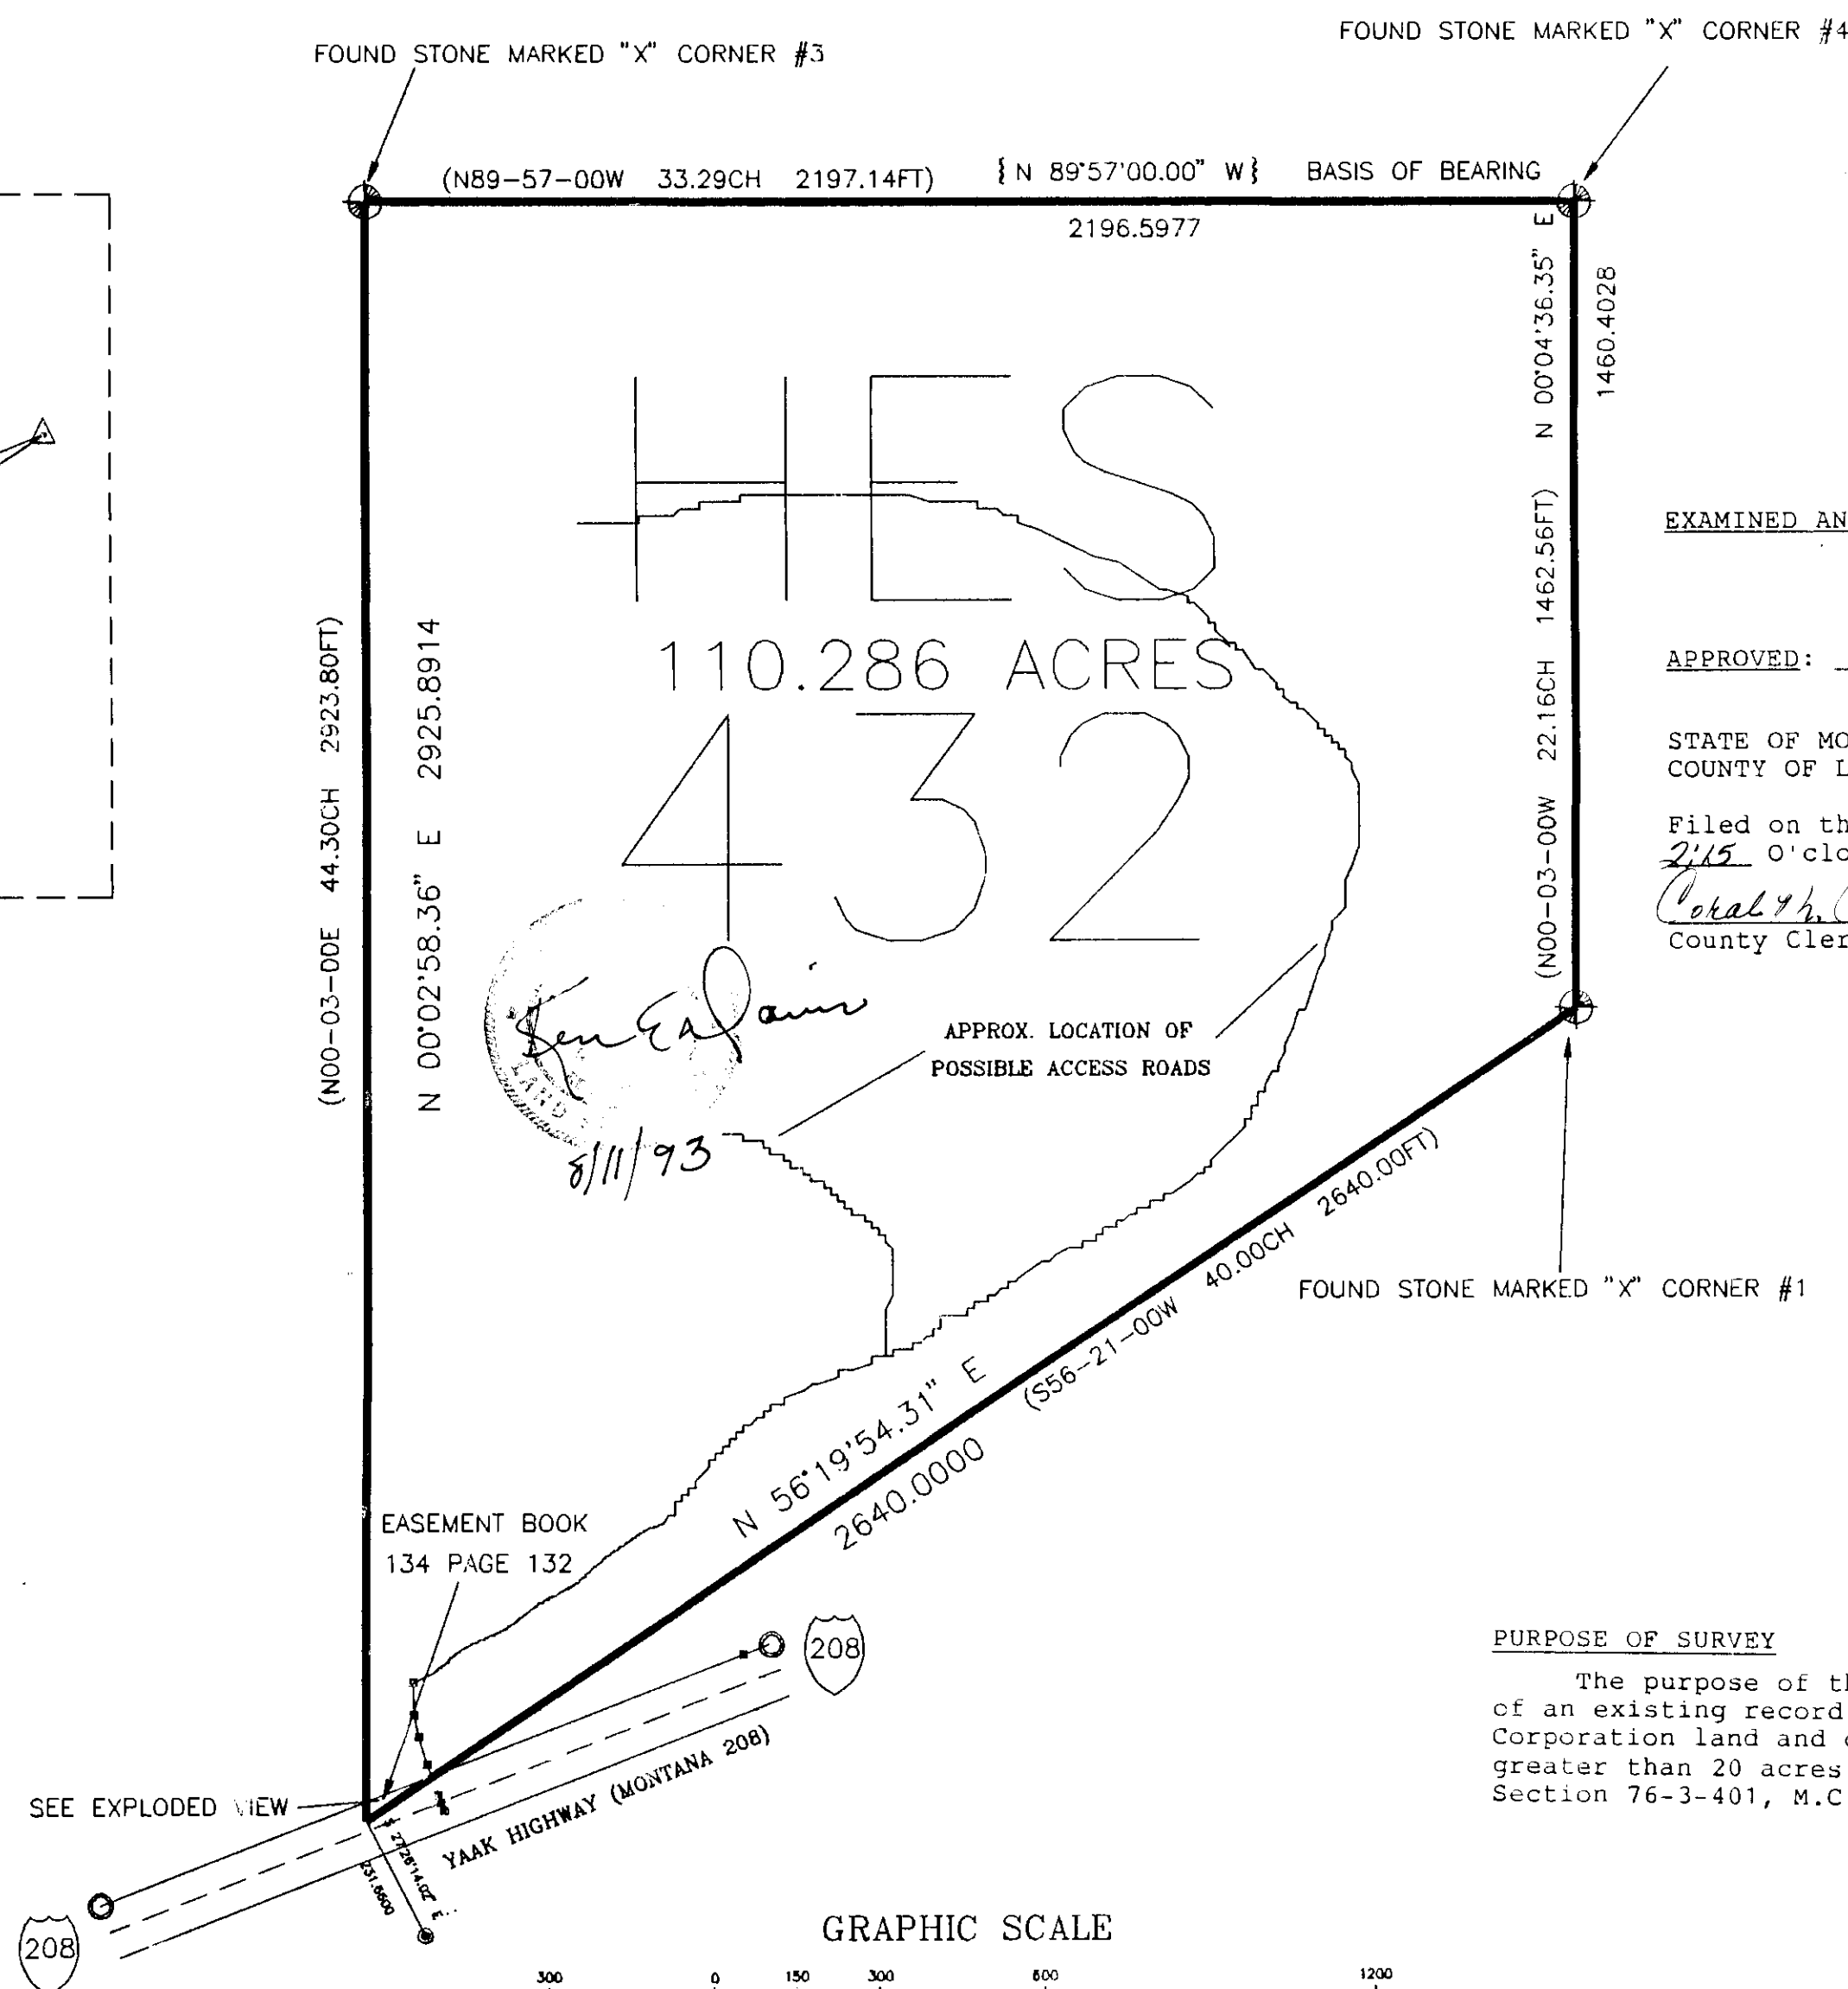 FOUND STONE MARKED "X" CORNER #3
FOUND STONE MARKED "X" CORNER #4
(N89-57-00W 33.29CH 2197.14FT)
{N 89°57'00.00" W} BASIS OF BEARING
2196.5977
N 00°04'36.35" E
1460.4028
(N00-03-00W 22.16CH 1462.56FT)
HES
110.286 ACRES
432
(N00-03-00E 44.30CH 2923.80FT)
N 00°02'58.36" E 2925.8914
EXAMINED AN
APPROVED:
STATE OF MO
COUNTY OF L
Filed on th
2:15 O'clo
County Cler
LAND
8/11/93
APPROX. LOCATION OF
POSSIBLE ACCESS ROADS
(S56-21-00W 40.00CH 2640.00FT)
FOUND STONE MARKED "X" CORNER #1
N 56°19'54.31" E
2640.0000
EASEMENT BOOK
134 PAGE 132
208
SEE EXPLODED VIEW
YAAK HIGHWAY (MONTANA 208)
S 27°26'14.02" E
208
PURPOSE OF SURVEY
The purpose of th
of an existing record
Corporation land and
greater than 20 acres
Section 76-3-401, M.C
GRAPHIC SCALE
300 0 150 300 600 1200